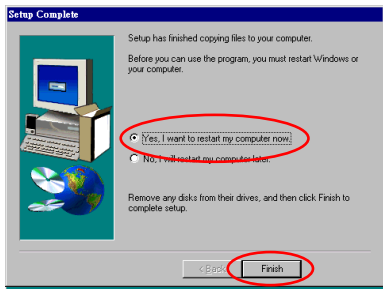 Setup Complete
Setup has finished copying files to your computer.
Before you can use the program, you must restart Windows or
your computer.
Yes, I want to restart my computer now.
No, I will restart my computer later.
Remove any disks from their drives, and then click Finish to
complete setup.
< Back
Finish